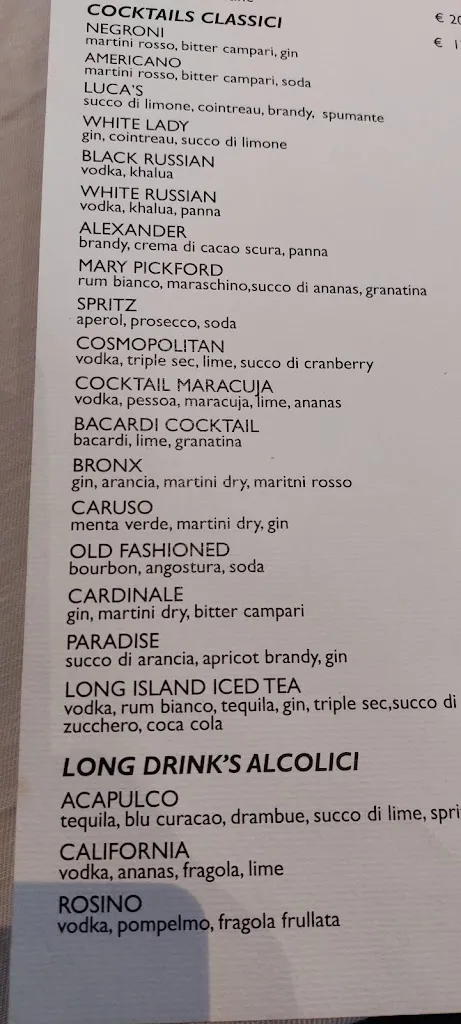 COCKTAILS CLASSICI
NEGRONI
martini rosso, bitter campari, gin
AMERICANO
martini rosso, bitter campari, soda
LUCA'S
succo di limone, cointreau, brandy, spumante
WHITE LADY
gin, cointreau, succo di limone
BLACK RUSSIAN
vodka, khalua
WHITE RUSSIAN
vodka, khalua, panna
ALEXANDER
brandy, crema di cacao scura, panna
MARY PICKFORD
rum bianco, maraschino,succo di ananas, granatina
SPRITZ
aperol, prosecco, soda
COSMOPOLITAN
vodka, triple sec, lime, succo di cranberry
COCKTAIL MARACUJA
vodka, pessoa, maracuja, lime, ananas
BACARDI COCKTAIL
bacardi, lime, granatina
BRONX
gin, arancia, martini dry, maritni rosso
CARUSO
menta verde, martini dry, gin
OLD FASHIONED
bourbon, angostura, soda
CARDINALE
gin, martini dry, bitter campari
PARADISE
succo di arancia, apricot brandy, gin
LONG ISLAND ICED TEA
vodka, rum bianco, tequila, gin, triple sec,succo di
zucchero, coca cola
LONG DRINK'S ALCOLICI
ACAPULCO
tequila, blu curacao, drambue, succo di lime,
CALIFORNIA
vodka, ananas, fragola, lime
ROSINO
vodka, pompelmo, fragola frullata